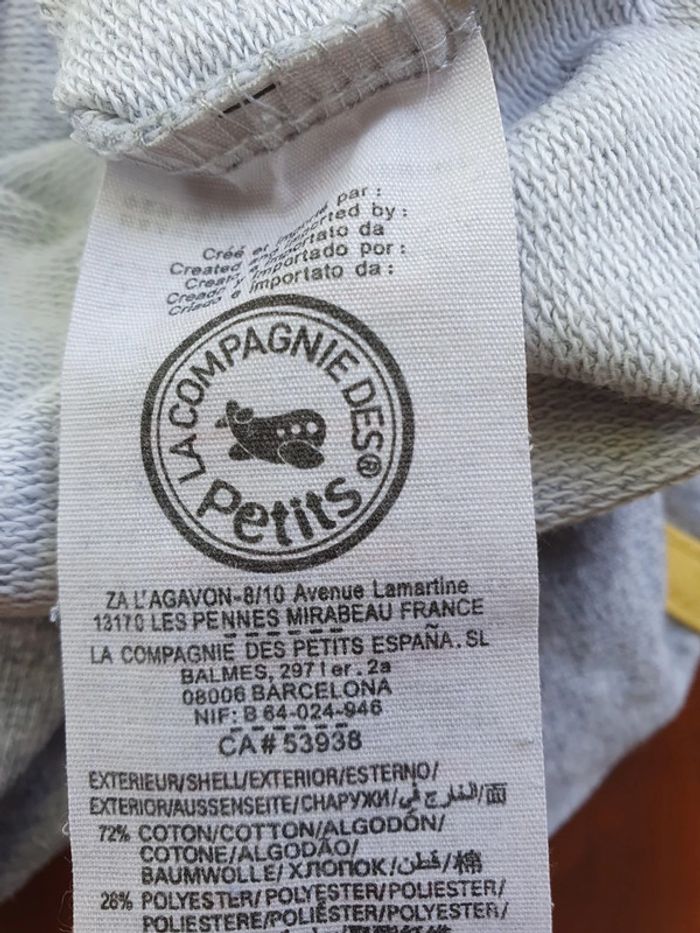 Créé et importé par :
Created and imported by :
Creato e importato da
Creado y importado por :
Criado e importato da :
LA COMPAGNIE DES®
Petits
ZA L'AGAVON-8/10 Avenue Lamartine
13170 LES PENNES MIRABEAU FRANCE
LA COMPAGNIE DES PETITS ESPAÑA. SL
BALMES, 297 1 er. 2a
08006 BARCELONA
NIF: B 64-024-946
CA # 53938
EXTERIEUR/SHELL/EXTERIOR/ESTERNO/
EXTERIOR/AUSSENSEITE/СНАРУЖИ/الخارج في/面
72% COTON/COTTON/ALGODÓN/
COTONE/ALGODÃO/
BAUMWOLLE/ ХЛОПОК/قطن/棉
28% POLYESTER/ POLYESTER/POLIESTER/
POLIESTERE/POLIÉSTER/POLYESTER/